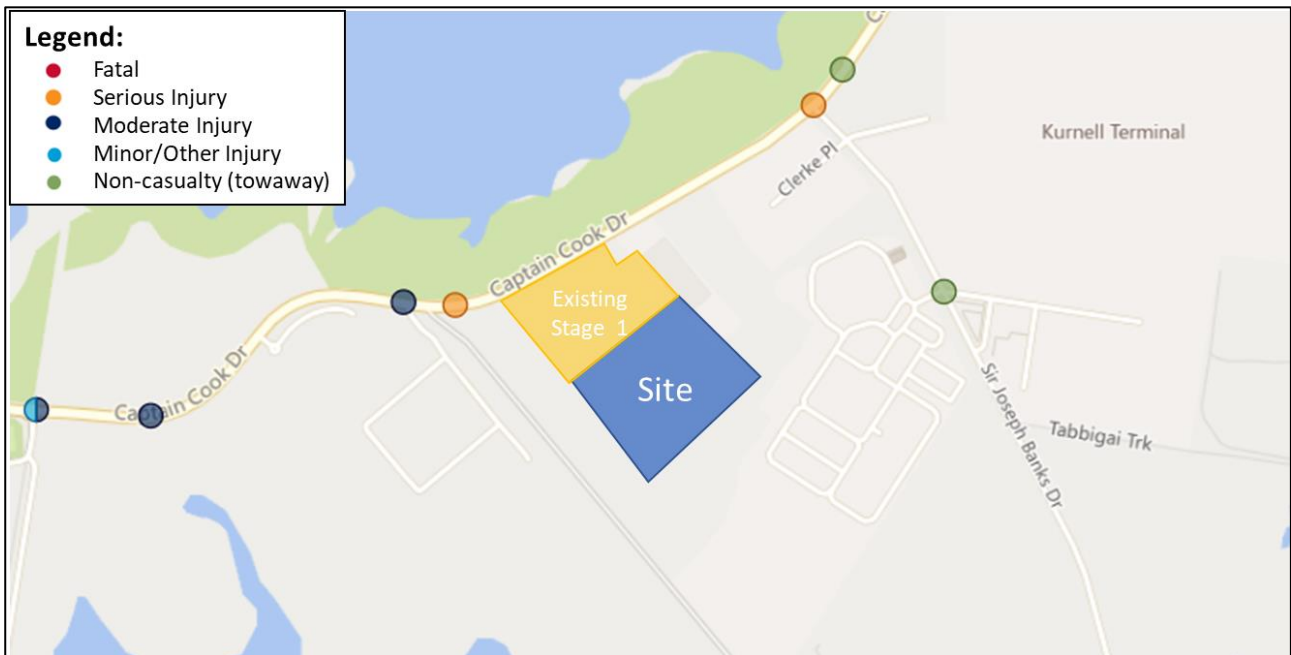 Legend:
Fatal
Serious Injury
Moderate Injury
Minor/Other Injury
Non-casualty (towaway)
Kurnell Terminal
Clerke Pl
Captain Cook Dr
Existing
Stage 1
Site
Captain Cook Dr
Sir Joseph Banks Dr
Tabbigai Trk